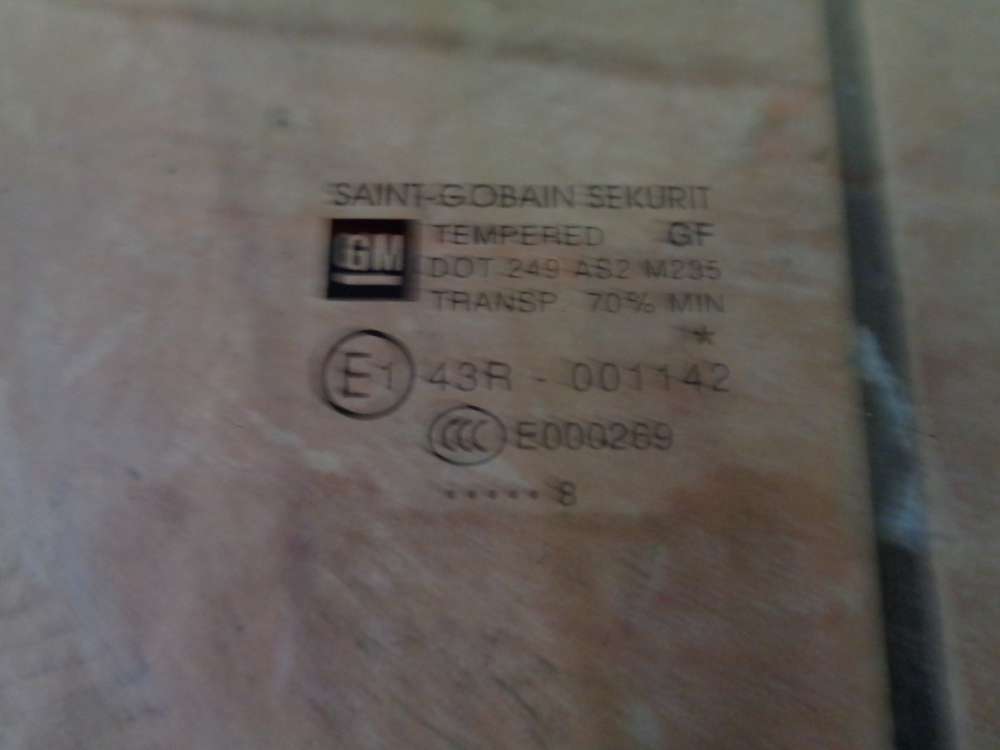 SAINT-GOBAIN SEKURIT
GM
TEMPERED GF
DOT 249 AS2 M235
TRANSP. 70% MIN
*
E1 43R - 001142
CCC E000269
..... 8